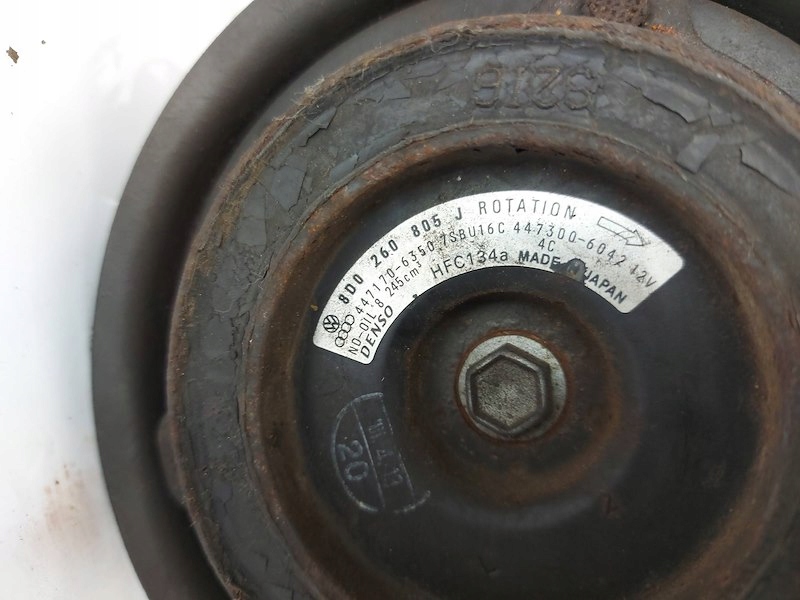 S216
8D0 260 805 J ROTATION
447170-6350 7SBU16C 447300-6042 12V
ND-OIL 8 245cm³ HFC134a 4C
DENSO MADE IN JAPAN
20